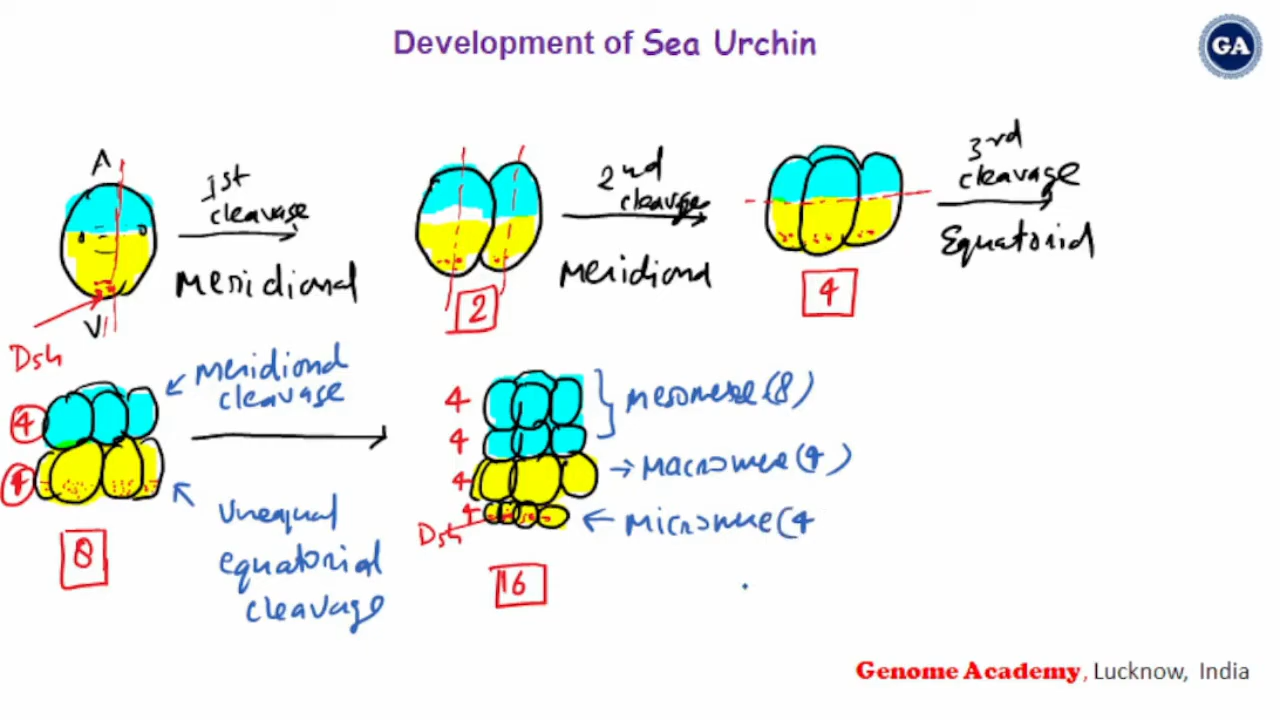 Development of Sea Urchin
GA
A
1st
cleavage
Meridional
V
Dsh
2
2nd
cleavage
Meridional
4
3rd
cleavage
Equatorial
Meridional
cleavage
4
4
Unequal
equatorial
cleavage
8
4
4
4
4
Dsh
mesomere (8)
macromere (4)
micromere (4
16
Genome Academy, Lucknow, India